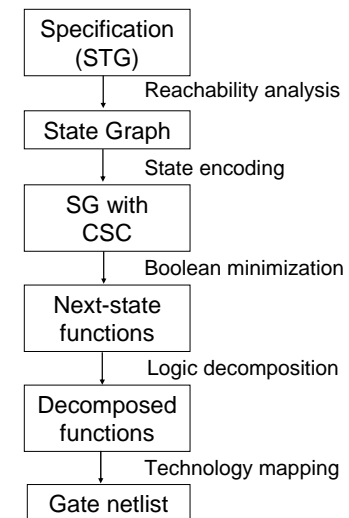 Specification
(STG)
Reachability analysis
State Graph
State encoding
SG with
CSC
Boolean minimization
Next-state
functions
Logic decomposition
Decomposed
functions
Technology mapping
Gate netlist